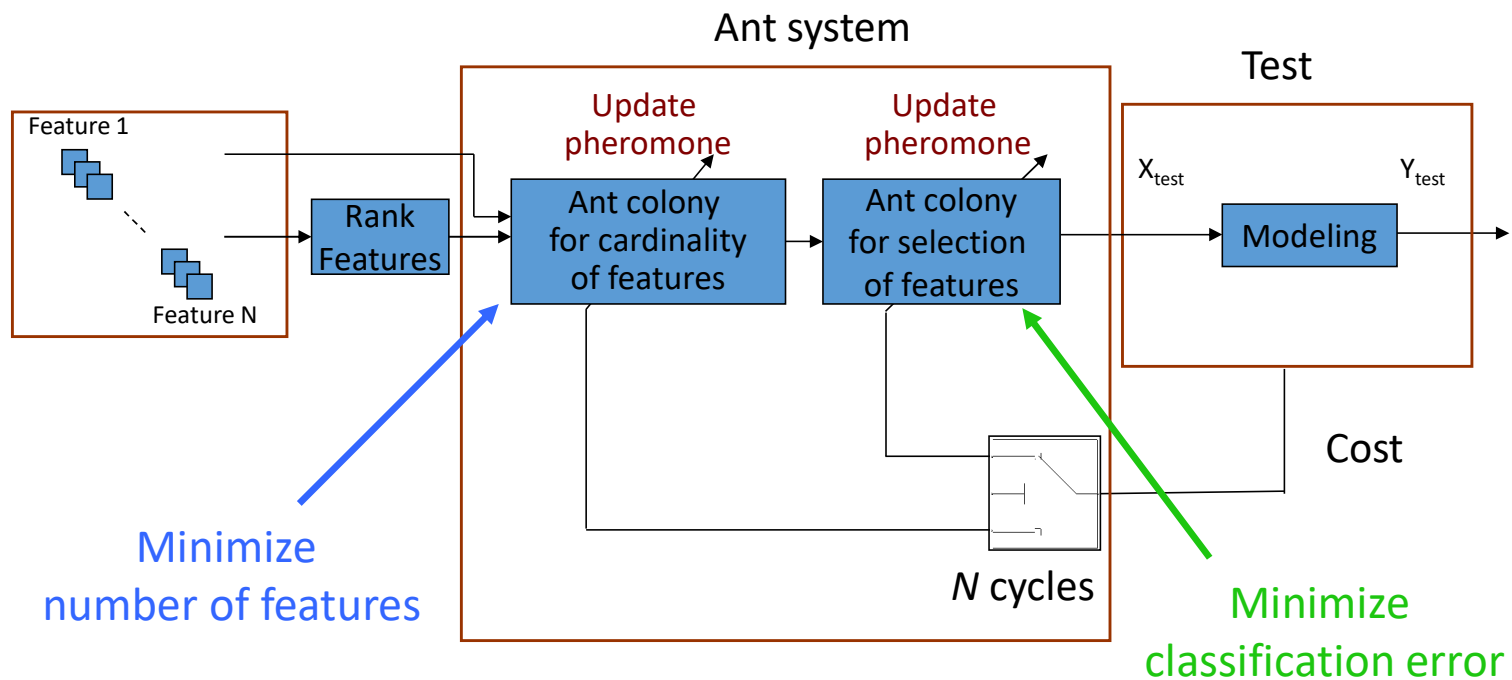 Ant system
Test
Feature 1
Feature N
Rank
Features
Update
pheromone
Ant colony
for cardinality
of features
Update
pheromone
Ant colony
for selection
of features
Xtest
Modeling
Ytest
Cost
N cycles
Minimize
number of features
Minimize
classification error